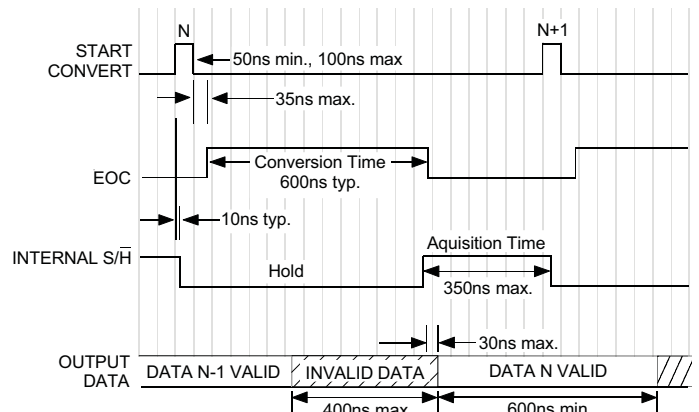 N
N+1
START
CONVERT
50ns min., 100ns max
35ns max.
EOC
Conversion Time
600ns typ.
10ns typ.
INTERNAL S/H̅
Hold
Aquisition Time
350ns max.
30ns max.
OUTPUT
DATA
DATA N-1 VALID
INVALID DATA
DATA N VALID
400ns max
600ns min